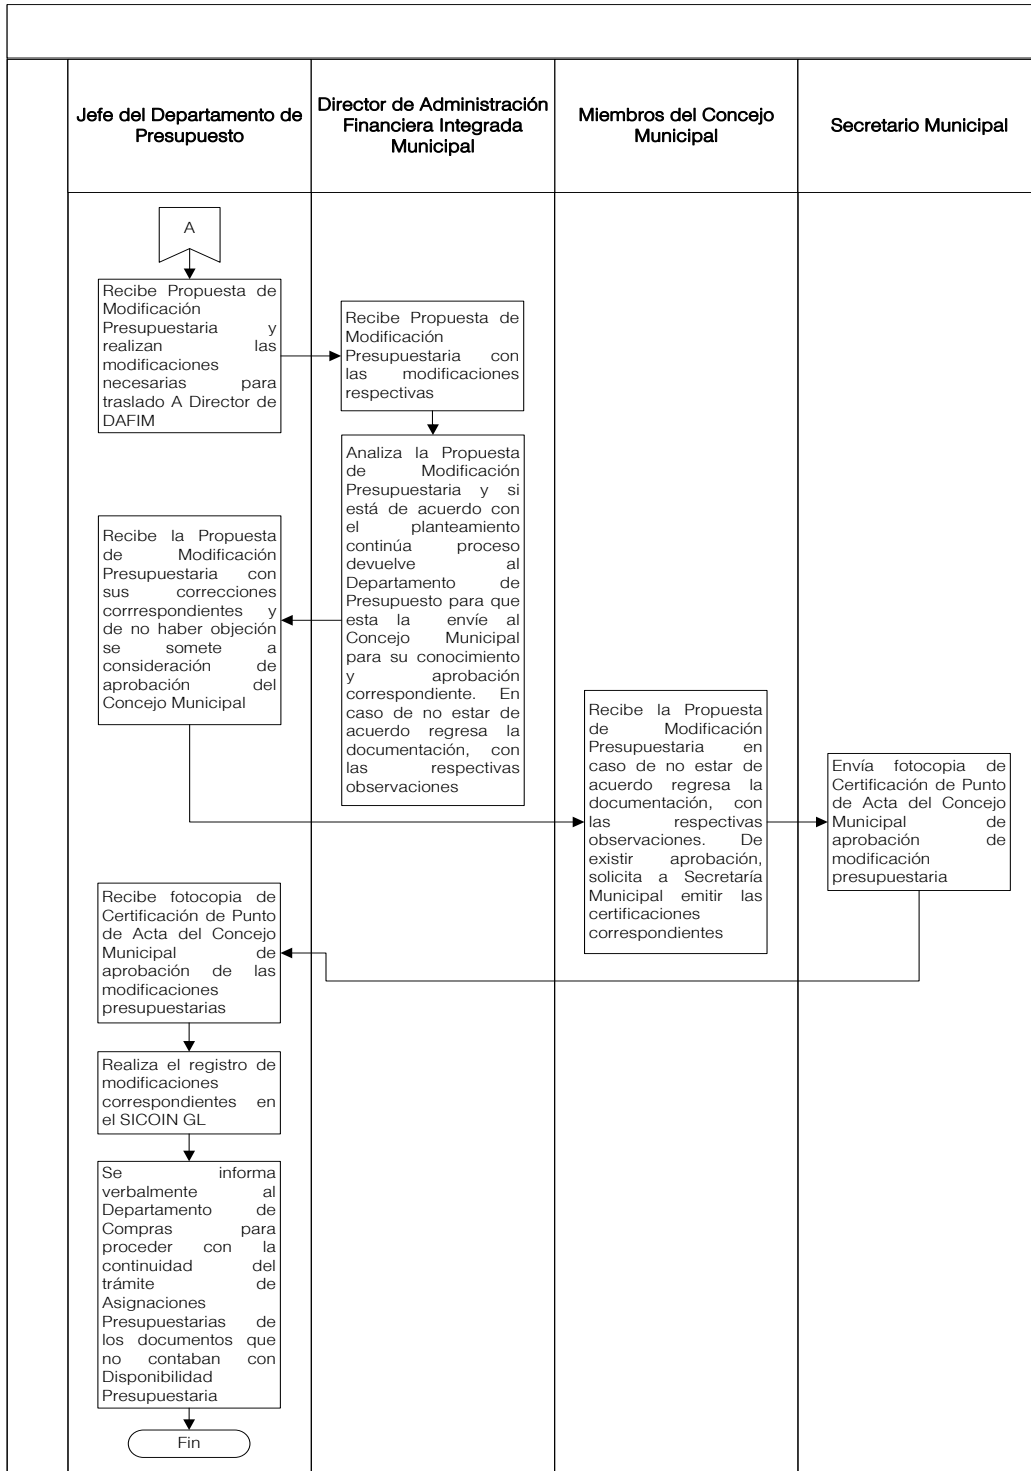 Jefe del Departamento de
Presupuesto
Director de Administración
Financiera Integrada
Municipal
Miembros del Concejo
Municipal
Secretario Municipal
A
Recibe Propuesta de
Modificación
Presupuestaria y
realizan las
modificaciones
necesarias para
traslado A Director de
DAFIM
Recibe Propuesta de
Modificación
Presupuestaria con
las modificaciones
respectivas
Analiza la Propuesta
de Modificación
Presupuestaria y si
está de acuerdo con
el planteamiento
continúa proceso
devuelve al
Departamento de
Presupuesto para que
esta la envíe al
Concejo Municipal
para su conocimiento
y aprobación
correspondiente. En
caso de no estar de
acuerdo regresa la
documentación, con
las respectivas
observaciones
Recibe la Propuesta
de Modificación
Presupuestaria con
sus correcciones
corrrespondientes y
de no haber objeción
se somete a
consideración de
aprobación del
Concejo Municipal
Recibe la Propuesta
de Modificación
Presupuestaria en
caso de no estar de
acuerdo regresa la
documentación, con
las respectivas
observaciones. De
existir aprobación,
solicita a Secretaría
Municipal emitir las
certificaciones
correspondientes
Envía fotocopia de
Certificación de Punto
de Acta del Concejo
Municipal de
aprobación de
modificación
presupuestaria
Recibe fotocopia de
Certificación de Punto
de Acta del Concejo
Municipal de
aprobación de las
modificaciones
presupuestarias
Realiza el registro de
modificaciones
correspondientes en
el SICOIN GL
Se informa
verbalmente al
Departamento de
Compras para
proceder con la
continuidad del
trámite de
Asignaciones
Presupuestarias de
los documentos que
no contaban con
Disponibilidad
Presupuestaria
Fin